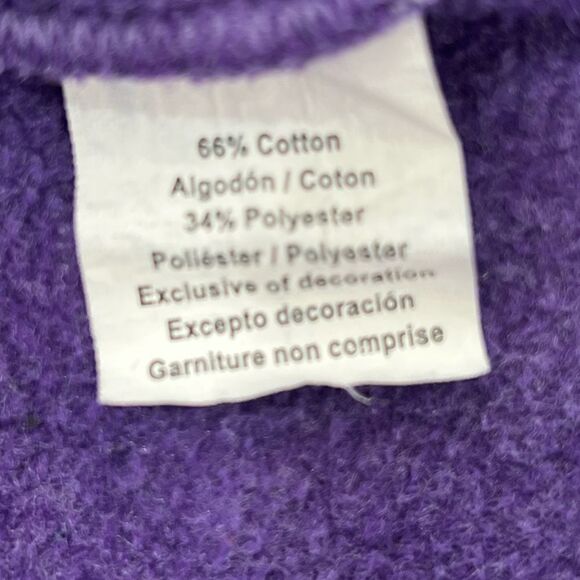 66% Cotton
Algodón / Coton
34% Polyester
Poliéster / Polyester
Exclusive of decoration
Excepto decoración
Garniture non comprise